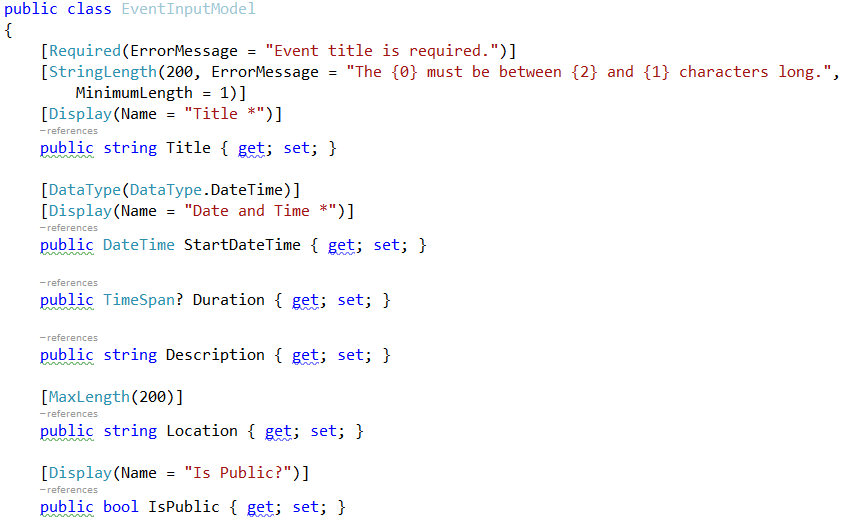 public class EventInputModel
{
[Required(ErrorMessage = "Event title is required.")]
[StringLength(200, ErrorMessage = "The {0} must be between {2} and {1} characters long.",
MinimumLength = 1)]
[Display(Name = "Title *")]
-references
public string Title { get; set; }
[DataType(DataType.DateTime)]
[Display(Name = "Date and Time *")]
-references
public DateTime StartDateTime { get; set; }
-references
public TimeSpan? Duration { get; set; }
-references
public string Description { get; set; }
[MaxLength(200)]
-references
public string Location { get; set; }
[Display(Name = "Is Public?")]
-references
public bool IsPublic { get; set; }